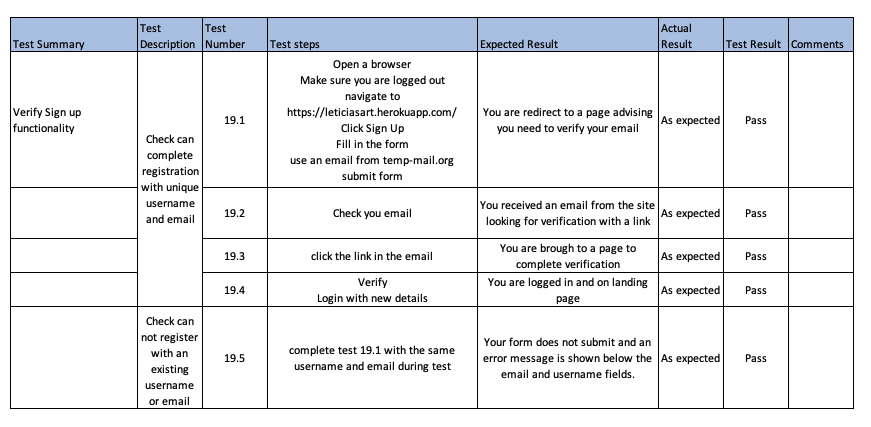 Test Summary
Test
Description
Test
Number
Test steps
Expected Result
Actual
Result
Test Result
Comments
Verify Sign up
functionality
Check can
complete
registration
with unique
username
and email
19.1
Open a browser
Make sure you are logged out
navigate to
https://leticiasart.herokuapp.com/
Click Sign Up
Fill in the form
use an email from temp-mail.org
submit form
You are redirect to a page advising
you need to verify your email
As expected
Pass
19.2
Check you email
You received an email from the site
looking for verification with a link
As expected
Pass
19.3
click the link in the email
You are brough to a page to
complete verification
As expected
Pass
19.4
Verify
Login with new details
You are logged in and on landing
page
As expected
Pass
Check can
not register
with an
existing
username
or email
19.5
complete test 19.1 with the same
username and email during test
Your form does not submit and an
error message is shown below the
email and username fields.
As expected
Pass